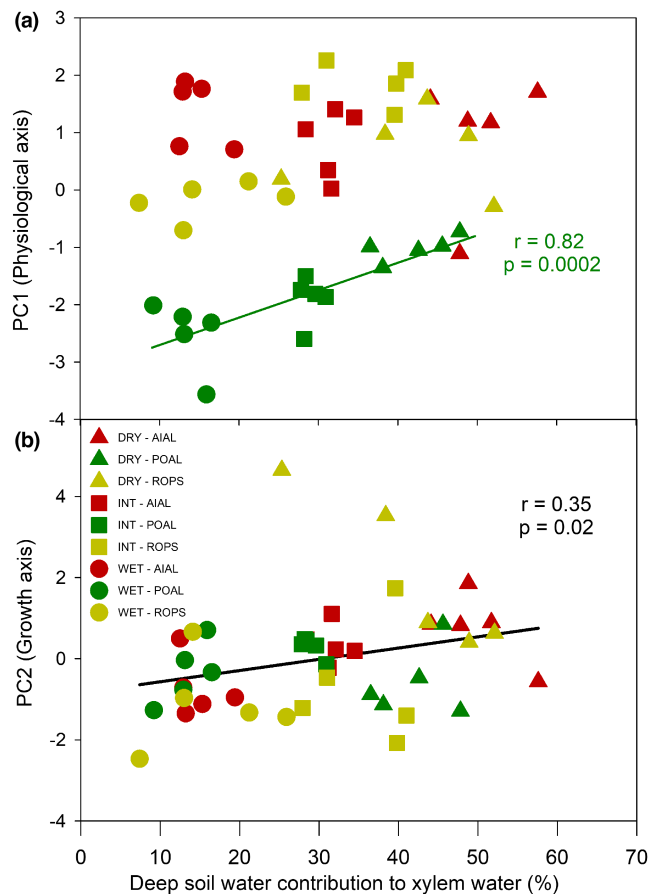 (a)
3
2
1
0
-1
-2
-3
-4
PC1 (Physiological axis)
r = 0.82
p = 0.0002
(b)
DRY - AIAL
DRY - POAL
DRY - ROPS
INT - AIAL
INT - POAL
INT - ROPS
WET - AIAL
WET - POAL
WET - ROPS
r = 0.35
p = 0.02
4
2
0
-2
-4
PC2 (Growth axis)
0 10 20 30 40 50 60 70
Deep soil water contribution to xylem water (%)